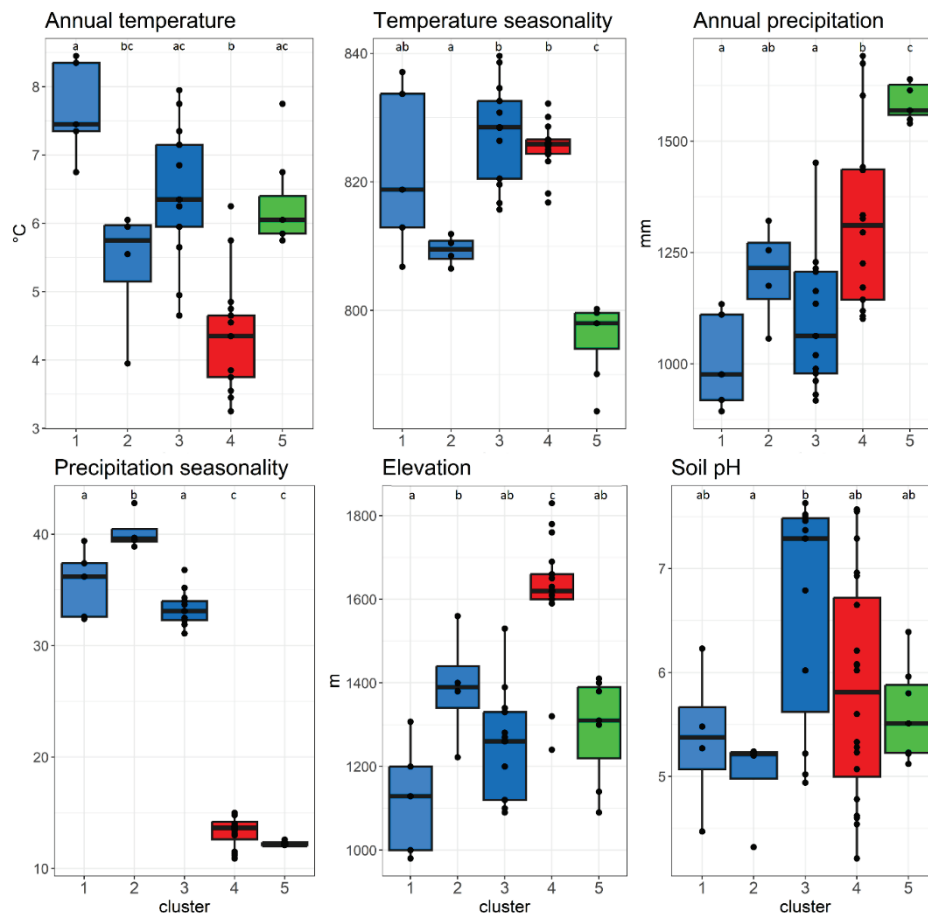 Annual temperature
a bc ac b ac
8
7
6
5
4
3
°C
1 2 3 4 5
Temperature seasonality
ab a b b c
840
820
800
1 2 3 4 5
Annual precipitation
a ab a b c
1500
1250
1000
mm
1 2 3 4 5
Precipitation seasonality
a b a c c
40
30
20
10
1 2 3 4 5
cluster
Elevation
a b ab c ab
1800
1600
1400
1200
1000
m
1 2 3 4 5
cluster
Soil pH
ab a b ab ab
7
6
5
1 2 3 4 5
cluster